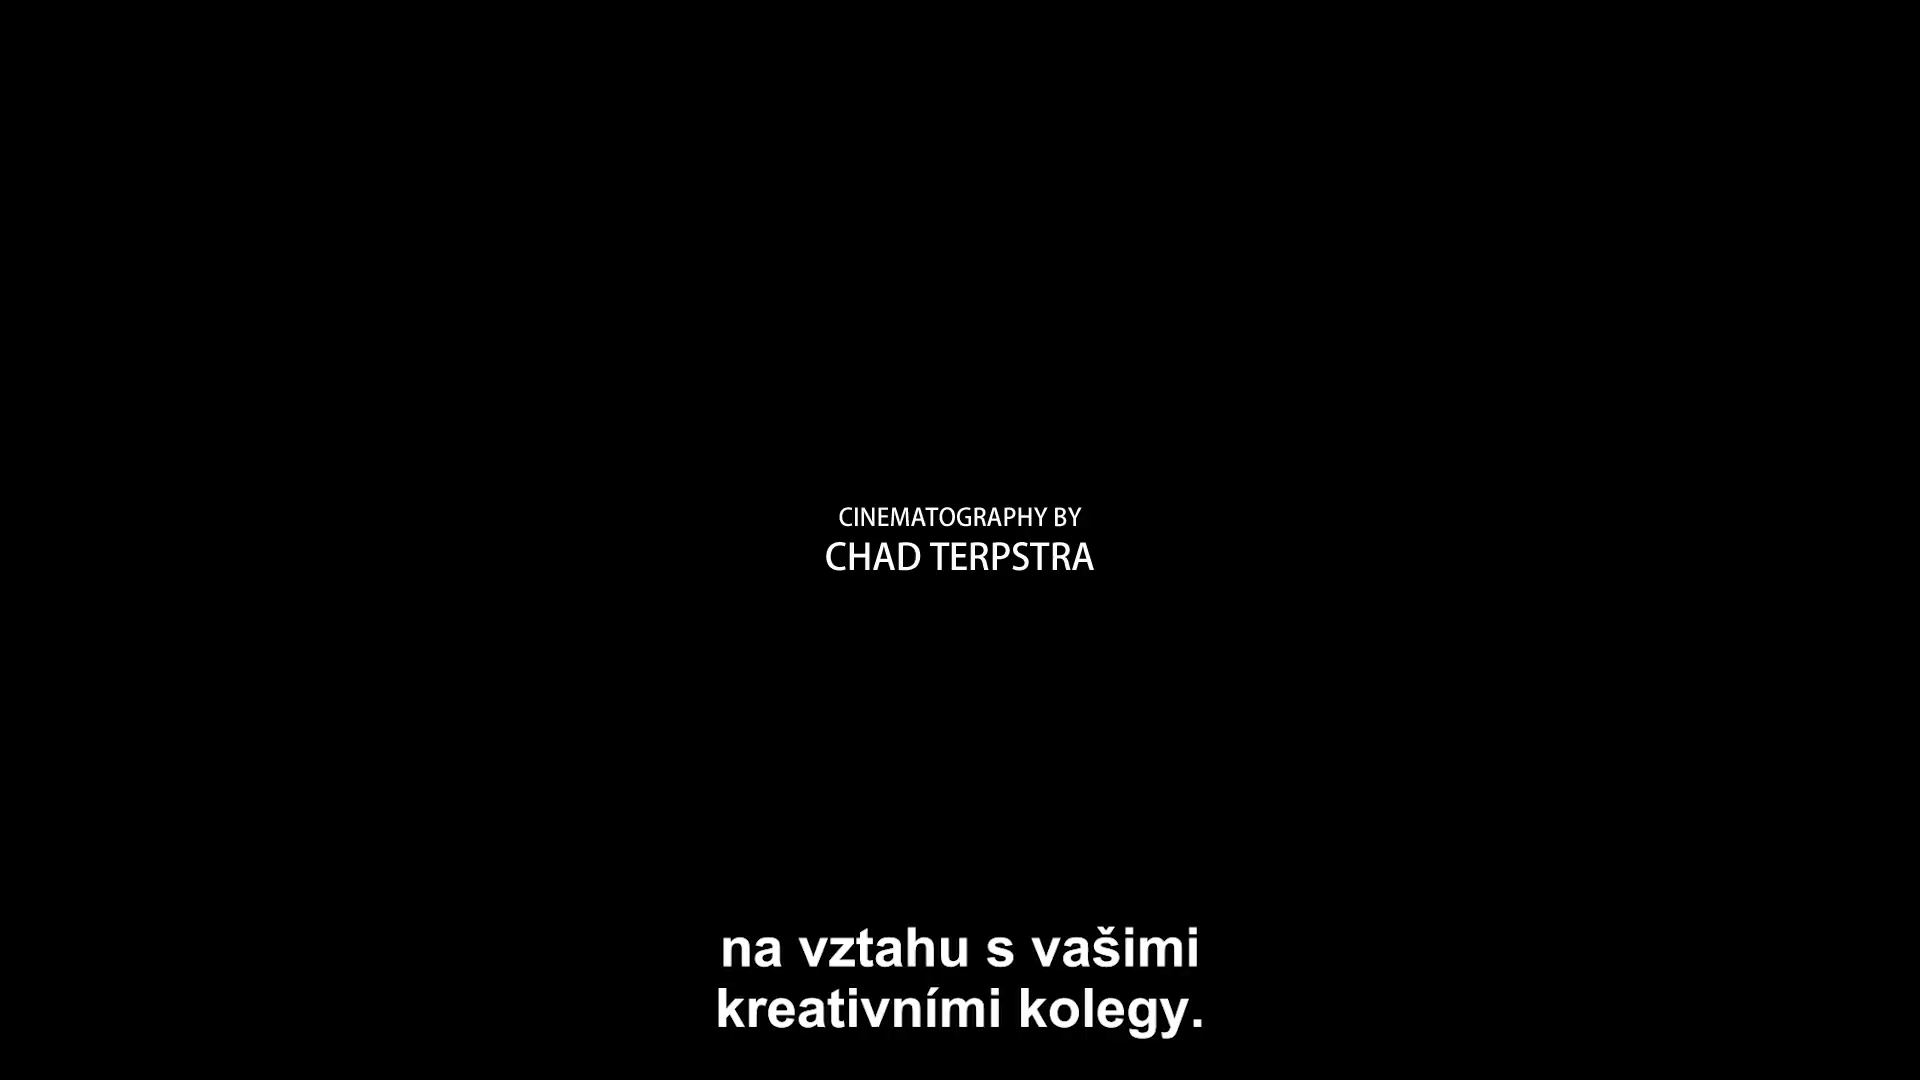 CINEMATOGRAPHY BY
CHAD TERPSTRA
na vztahu s vašimi
kreativními kolegy.